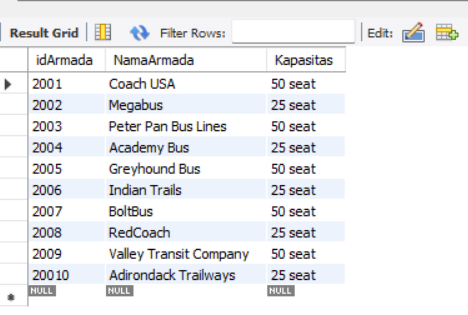 Result Grid Filter Rows: Edit:
idArmada NamaArmada Kapasitas
2001 Coach USA 50 seat
2002 Megabus 25 seat
2003 Peter Pan Bus Lines 50 seat
2004 Academy Bus 25 seat
2005 Greyhound Bus 50 seat
2006 Indian Trails 25 seat
2007 BoltBus 50 seat
2008 RedCoach 25 seat
2009 Valley Transit Company 50 seat
20010 Adirondack Trailways 25 seat
NULL NULL NULL